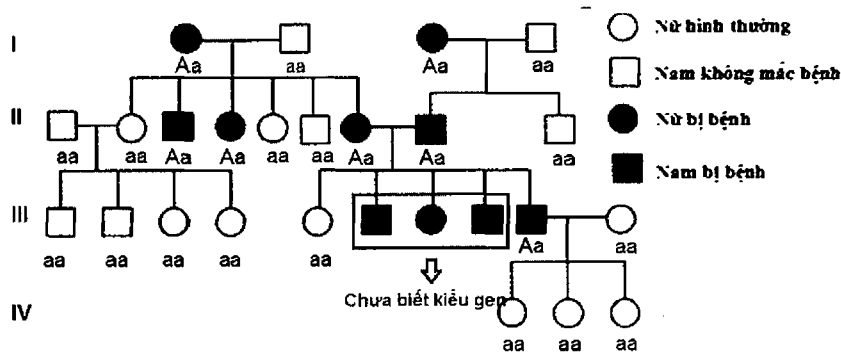 I
Aa aa Aa aa
Nữ bình thường
Nam không mắc bệnh
II
aa aa Aa Aa aa aa Aa Aa aa
Nữ bị bệnh
Nam bị bệnh
III
aa aa aa aa aa Aa aa
Chưa biết kiểu gen
IV
aa aa aa